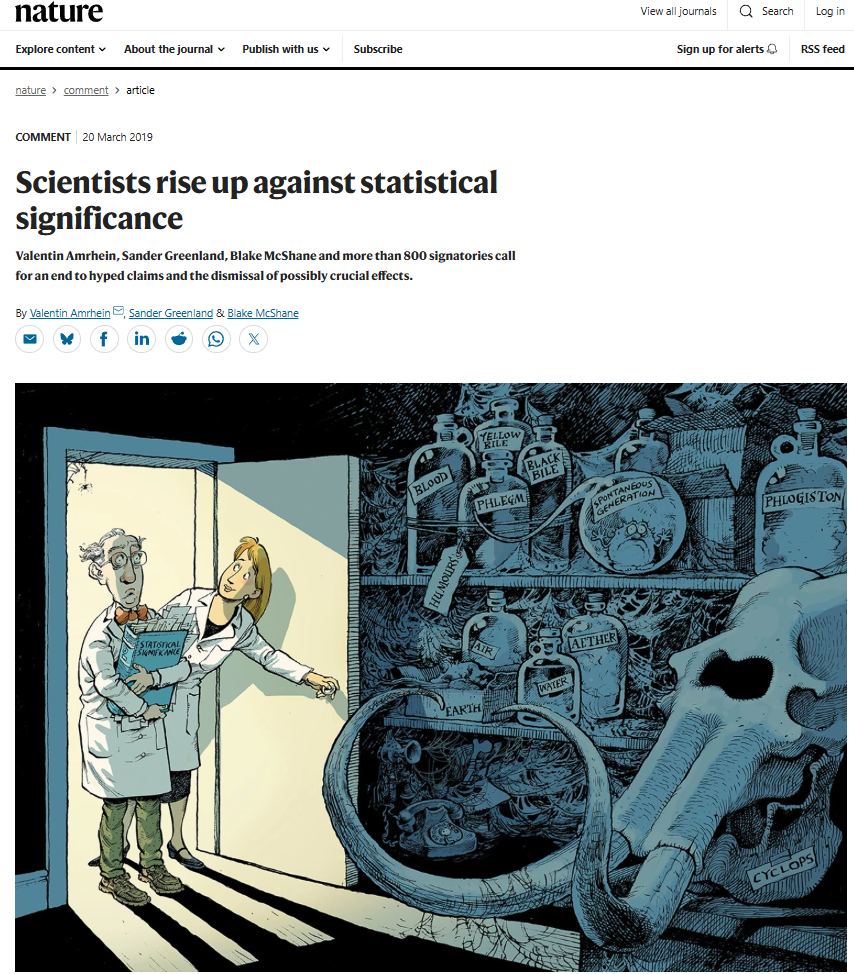 nature
View all journals
Search
Log in
Explore content
About the journal
Publish with us
Subscribe
Sign up for alerts
RSS feed
nature > comment > article
COMMENT | 20 March 2019
Scientists rise up against statistical
significance
Valentin Amrhein, Sander Greenland, Blake McShane and more than 800 signatories call
for an end to hyped claims and the dismissal of possibly crucial effects.
By Valentin Amrhein, Sander Greenland & Blake McShane
YELLOW
BILE
BLACK
BILE
BLOOD
PHLEGM
SPONTANEOUS
GENERATION
PHLOGISTON
HUMOURS
STATISTICAL
SIGNIFICANCE
AIR
AETHER
WATER
EARTH
CYCLOPS